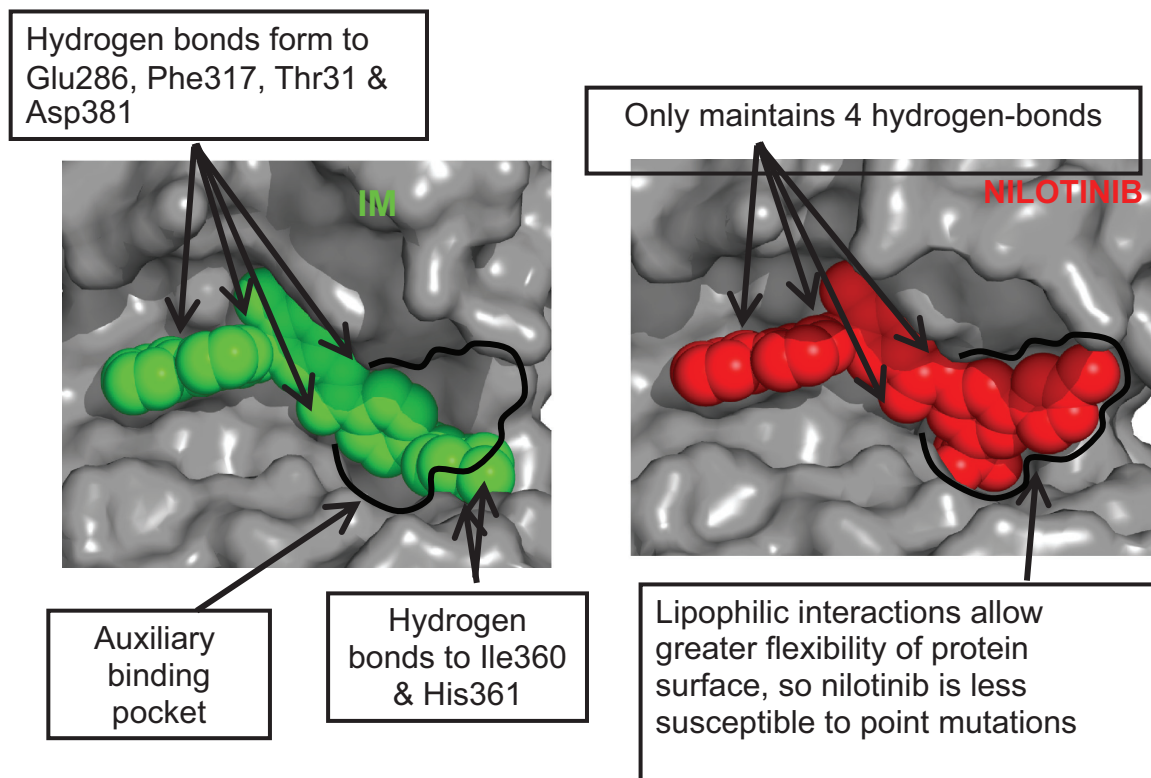 Hydrogen bonds form to
Glu286, Phe317, Thr31 &
Asp381
Only maintains 4 hydrogen-bonds
IM
NILOTINIB
Auxiliary
binding
pocket
Hydrogen
bonds to Ile360
& His361
Lipophilic interactions allow
greater flexibility of protein
surface, so nilotinib is less
susceptible to point mutations